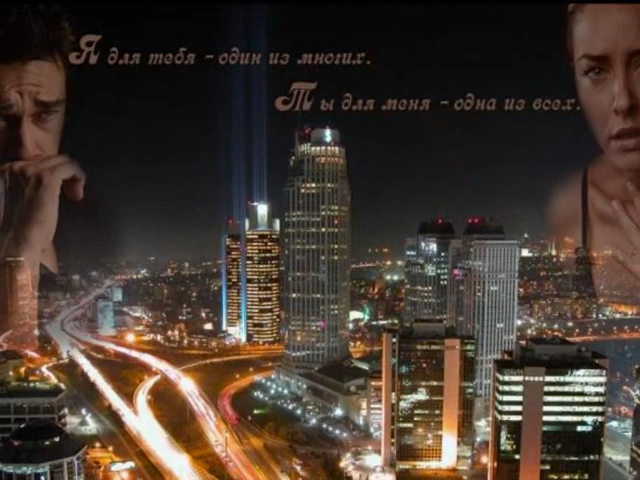 Я для тебя - один из многих.
Ты для меня - одна из всех.